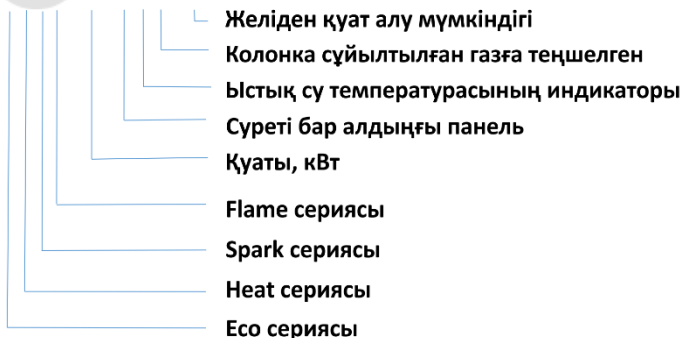 Желіден қуат алу мүмкіндігі
Колонка сұйылтылған газға теңшелген
Ыстық су температурасының индикаторы
Суреті бар алдыңғы панель
Қуаты, кВт
Flame сериясы
Spark сериясы
Heat сериясы
Eco сериясы